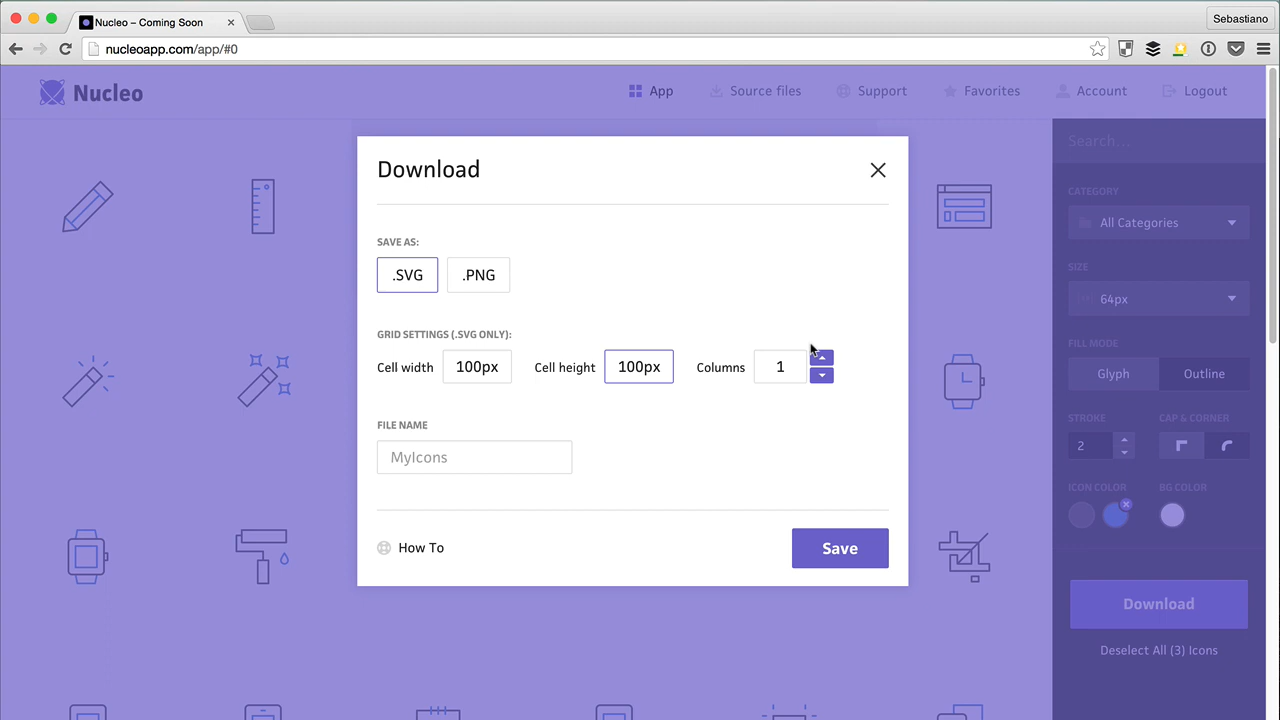 Nucleo – Coming Soon
Sebastiano
nucleoapp.com/app/#0
Nucleo
App
Source files
Support
Favorites
Account
Logout
Download
SAVE AS:
.SVG
.PNG
GRID SETTINGS (.SVG ONLY):
Cell width
100px
Cell height
100px
Columns
1
FILE NAME
MyIcons
How To
Save
Search...
CATEGORY
All Categories
SIZE
64px
FILL MODE
Glyph
Outline
STROKE
CAP & CORNER
2
ICON COLOR
BG COLOR
Download
Deselect All (3) Icons